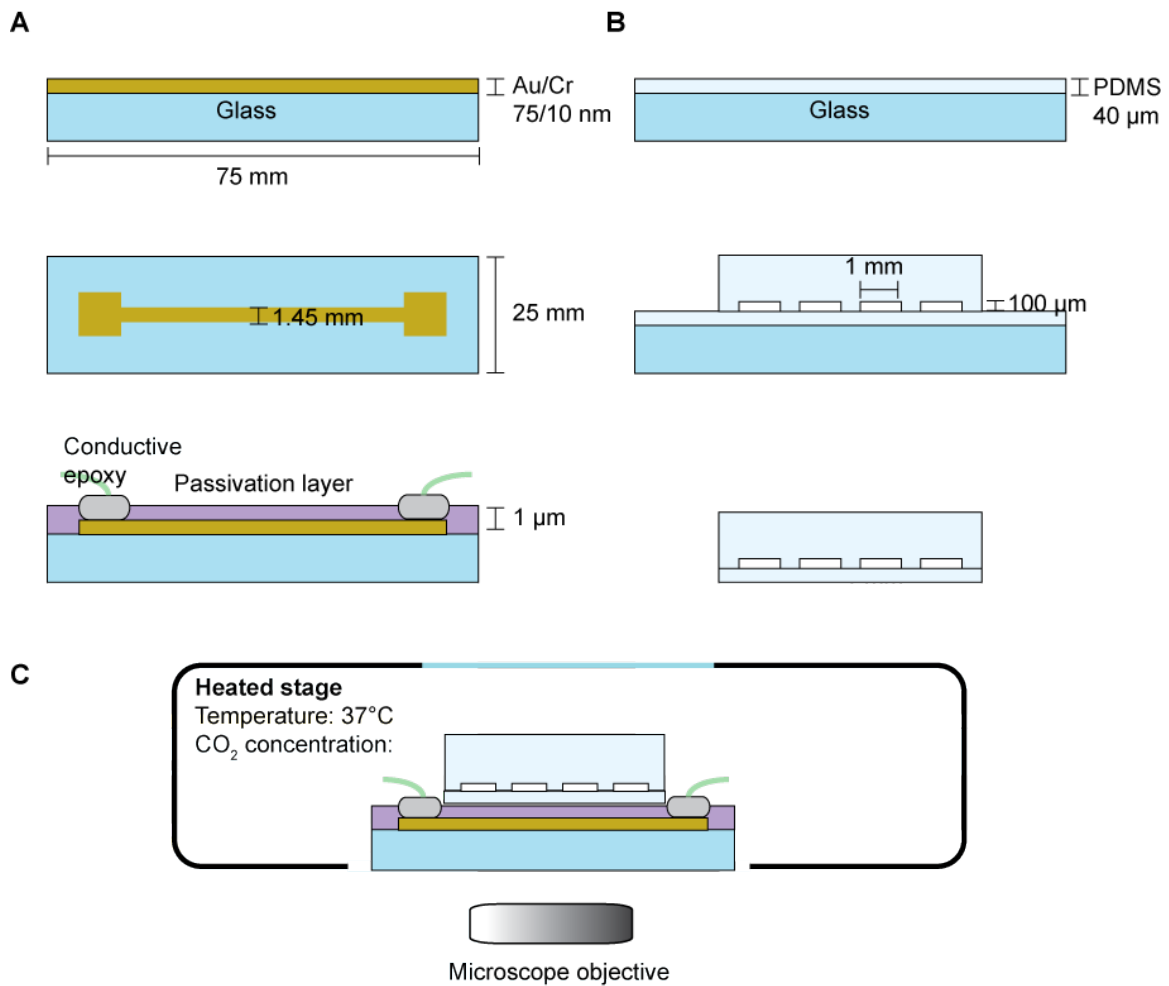 A
B
Au/Cr
75/10 nm
Glass
75 mm
PDMS
40 µm
Glass
1.45 mm
25 mm
1 mm
100 µm
Conductive
epoxy
Passivation layer
1 µm
C
Heated stage
Temperature: 37°C
CO₂ concentration:
Microscope objective